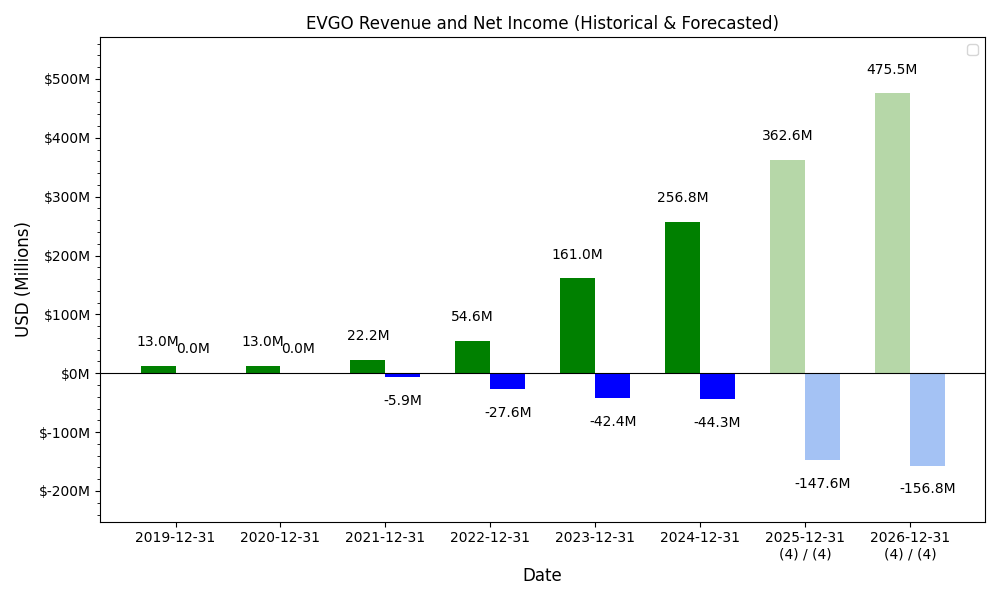 EVGO Revenue and Net Income (Historical & Forecasted)
USD (Millions)
$500M
$400M
$300M
$200M
$100M
$0M
$-100M
$-200M
13.0M
0.0M
13.0M
0.0M
22.2M
-5.9M
54.6M
-27.6M
161.0M
-42.4M
256.8M
-44.3M
362.6M
-147.6M
475.5M
-156.8M
2019-12-31
2020-12-31
2021-12-31
2022-12-31
2023-12-31
2024-12-31
2025-12-31
(4) / (4)
2026-12-31
(4) / (4)
Date